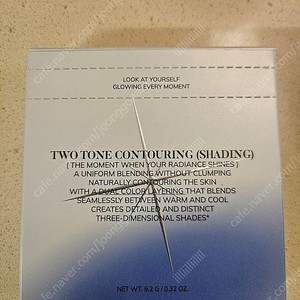 LOOK AT YOURSELF
GLOWING EVERY MOMENT
TWO TONE CONTOURING (SHADING)
[ THE MOMENT WHEN YOUR RADIANCE SHINES ]
A UNIFORM BLENDING WITHOUT CLUMPING
NATURALLY CONTOURING THE SKIN
WITH A DUAL COLOR LAYERING THAT BLENDS
SEAMLESSLY BETWEEN WARM AND COOL
CREATES DETAILED AND DISTINCT
THREE-DIMENSIONAL SHADES*
NET WT. 9.2 G / 0.32 OZ.